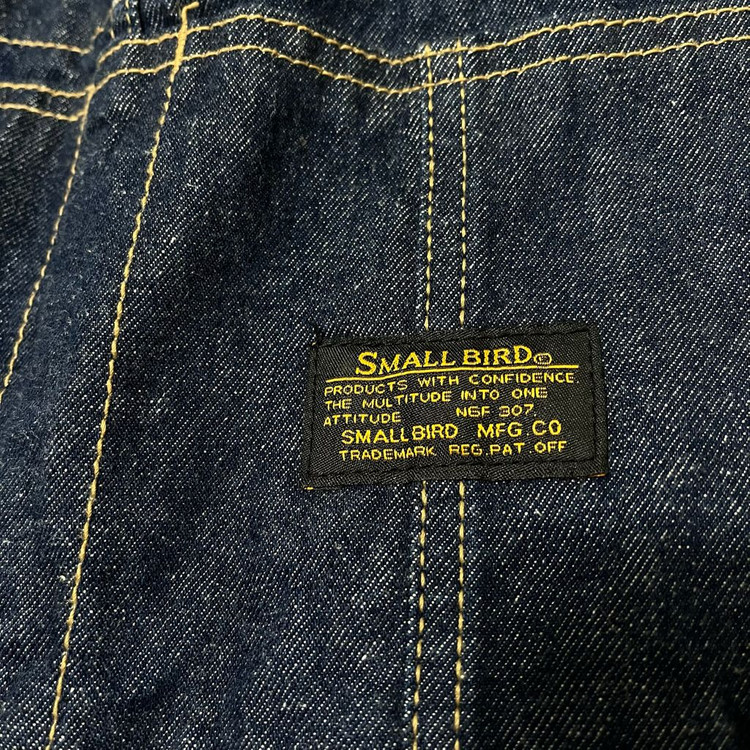 SMALL BIRD
PRODUCTS WITH CONFIDENCE.
THE MULTITUDE INTO ONE
ATTITUDE NGF 307.
SMALLBIRD MFG.CO
TRADEMARK REG.PAT.OFF